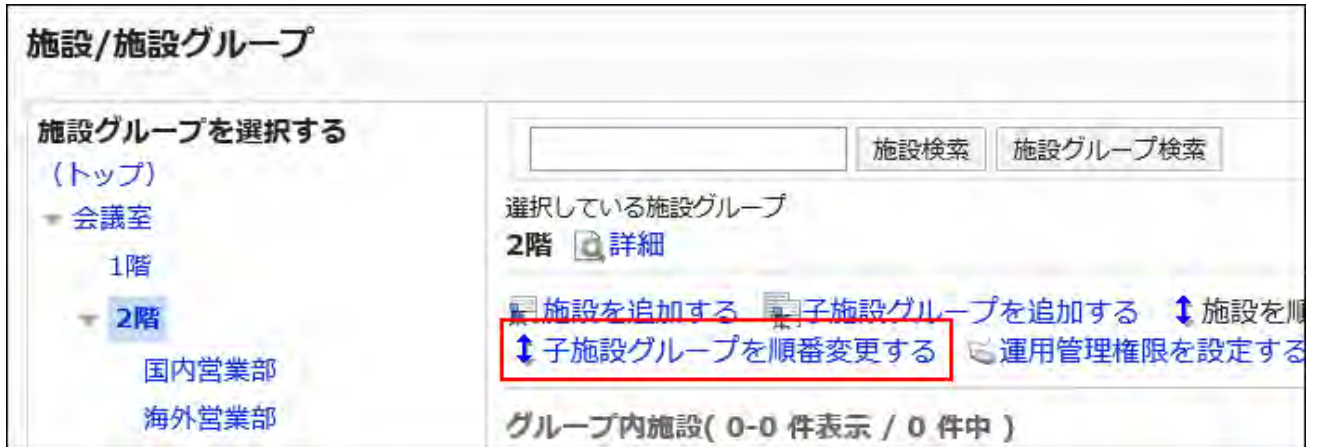 施設/施設グループ
施設グループを選択する
(トップ)
会議室
1階
2階
国内営業部
海外営業部
施設検索 施設グループ検索
選択している施設グループ
2階 詳細
施設を追加する 子施設グループを追加する 施設を順
子施設グループを順番変更する 運用管理権限を設定する
グループ内施設( 0-0 件表示 / 0 件中 )